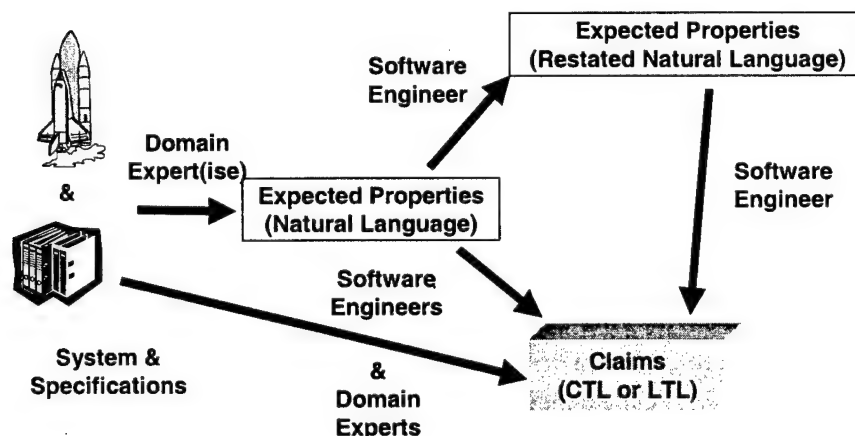 Expected Properties
(Restated Natural Language)
Software
Engineer
Domain
Expert(ise)
&
Expected Properties
(Natural Language)
Software
Engineer
Software
Engineers
System &
Specifications
&
Domain
Experts
Claims
(CTL or LTL)